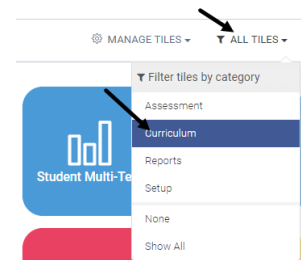 MANAGE TILES ALL TILES
Filter tiles by category
Assessment
Curriculum
Reports
Setup
None
Show All
Student Multi-Te